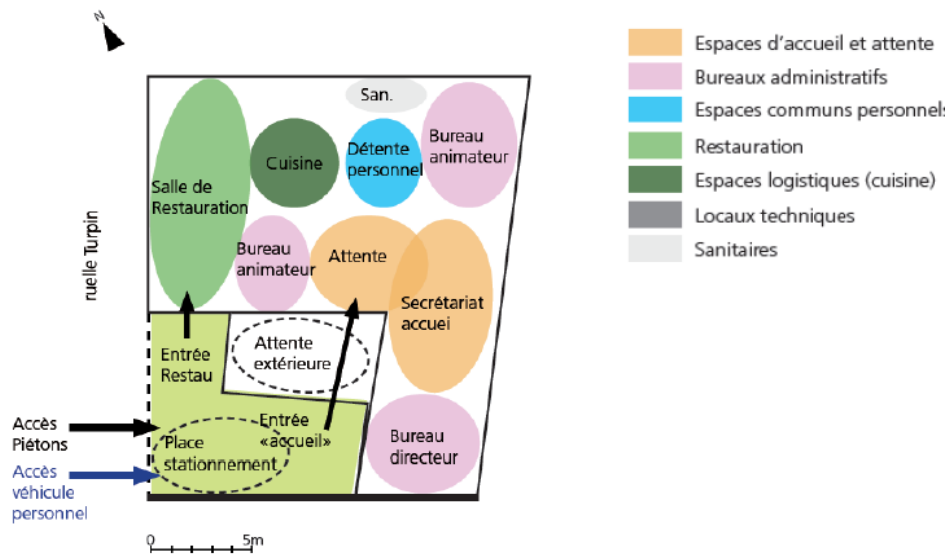 N
San.
Cuisine
Détente
personnel
Bureau
animateur
Salle de
Restauration
Bureau
animateur
Attente
Secrétariat
accuei
ruelle Turpin
Entrée
Restau
Attente
extérieure
Entrée
«accueil»
Place
stationnement
Bureau
directeur
Accès
Piétons
Accès
véhicule
personnel
0 5m
Espaces d'accueil et attente
Bureaux administratifs
Espaces communs personnels
Restauration
Espaces logistiques (cuisine)
Locaux techniques
Sanitaires